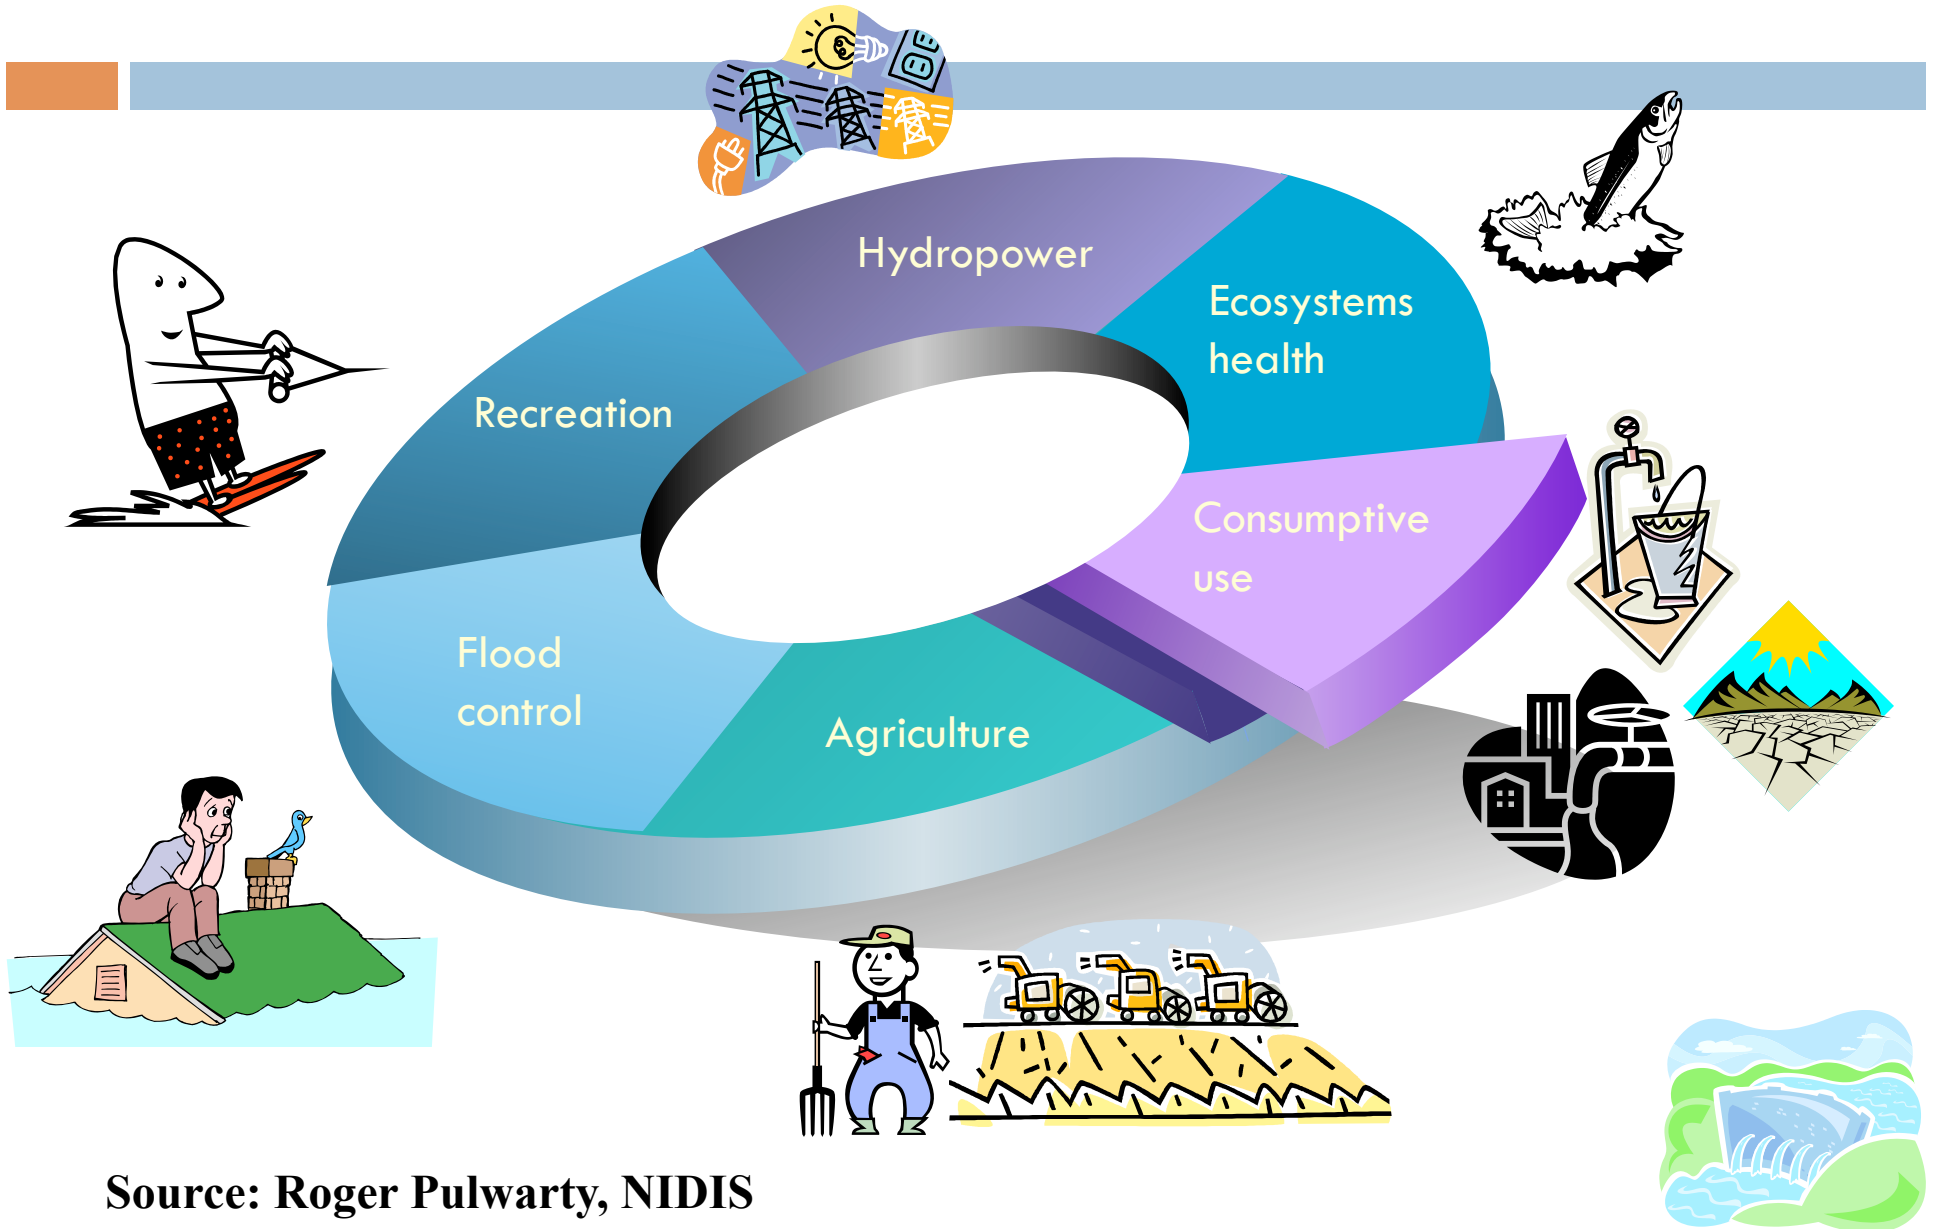 Hydropower
Ecosystems
health
Recreation
Consumptive
use
Flood
control
Agriculture
Source: Roger Pulwarty, NIDIS